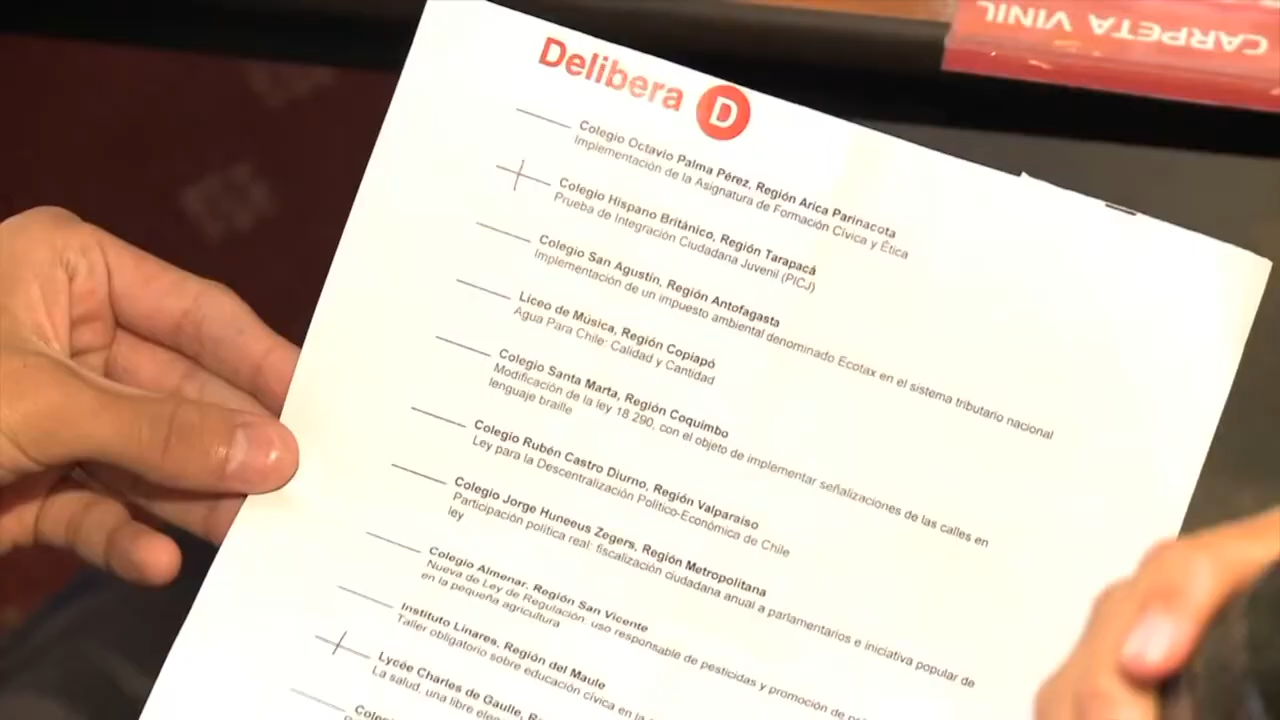 CARPETA VINIL
Delibera D
Colegio Octavio Palma Pérez, Región Arica Parinacota
Implementación de la Asignatura de Formación Cívica y Ética
Colegio Hispano Británico, Región Tarapacá
Prueba de Integración Ciudadana Juvenil (PICJ)
Colegio San Agustín, Región Antofagasta
Implementación de un impuesto ambiental denominado Ecotax en el sistema tributario nacional
Liceo de Música, Región Copiapó
Agua Para Chile: Calidad y Cantidad
Colegio Santa Marta, Región Coquimbo
Modificación de la ley 18.290, con el objeto de implementar señalizaciones de las calles en
lenguaje braille
Colegio Rubén Castro Diurno, Región Valparaíso
Ley para la Descentralización Político-Económica de Chile
Colegio Jorge Huneeus Zegers, Región Metropolitana
Participación política real: fiscalización ciudadana anual a parlamentarios e iniciativa popular de
ley
Colegio Almenar, Región San Vicente
Nueva de Ley de Regulación: uso responsable de pesticidas y promoción de
en la pequeña agricultura
Instituto Linares, Región del Maule
Taller obligatorio sobre educación cívica en la
Lycée Charles de Gaulle,
La salud, una libre